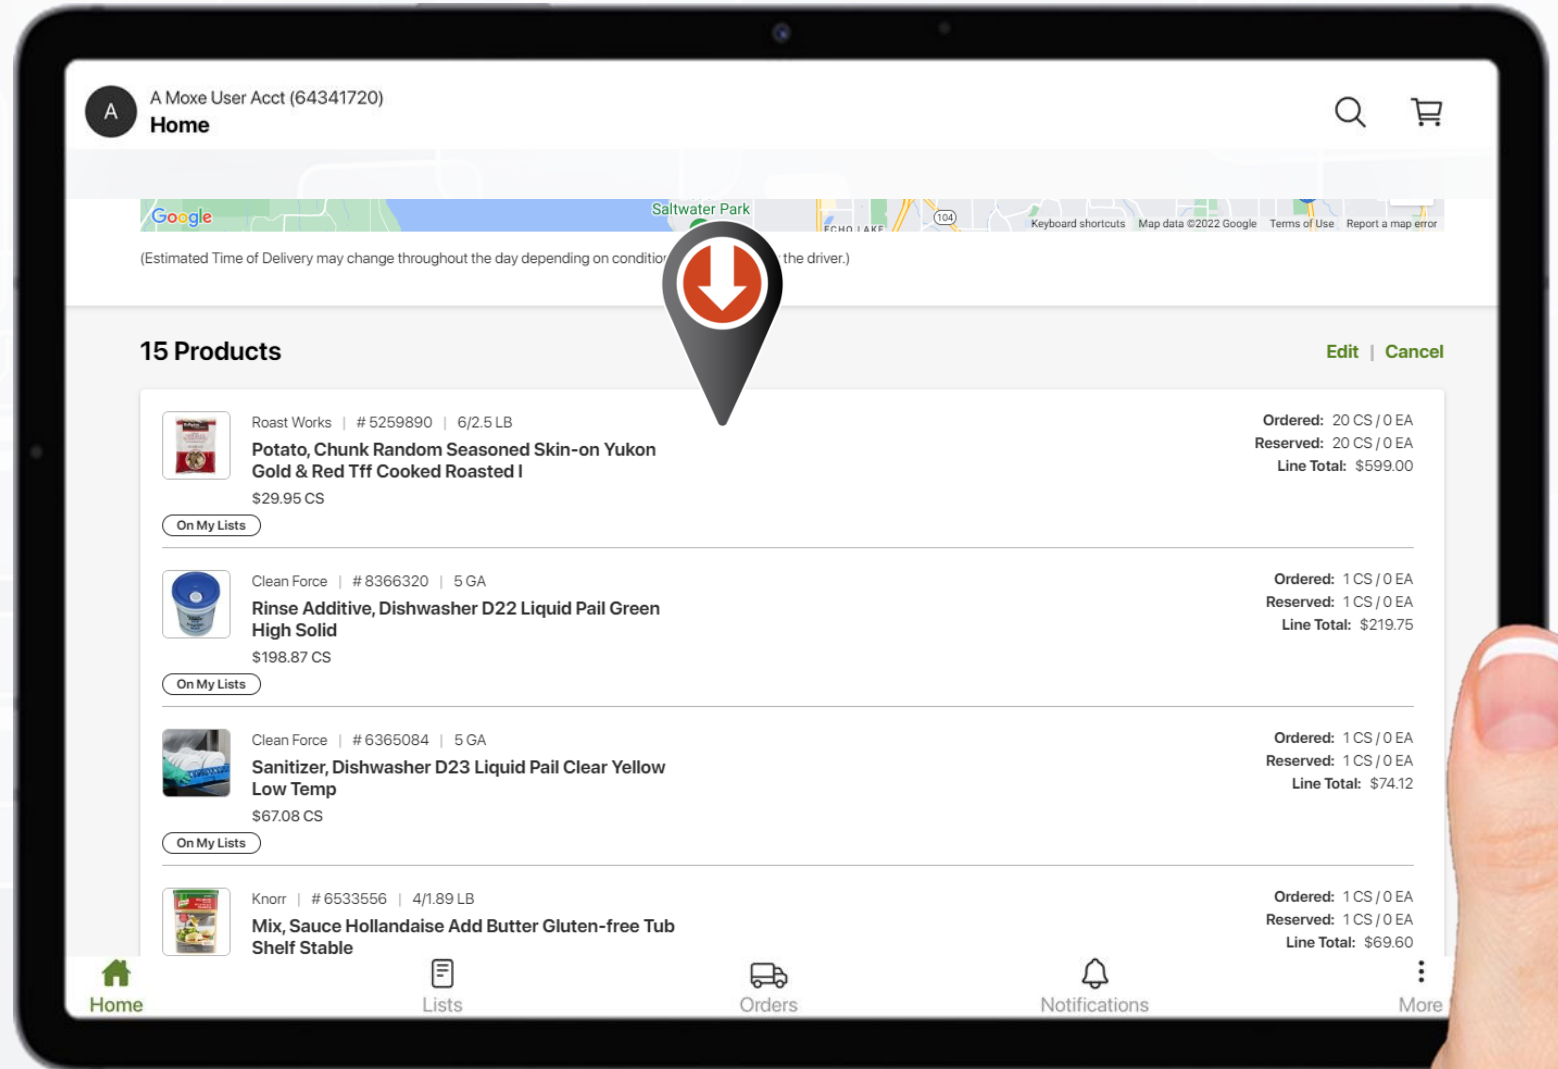 A
A Moxe User Acct (64341720)
Home
Google
Saltwater Park
ECHO LAKE
104
Keyboard shortcuts Map data ©2022 Google Terms of Use Report a map error
(Estimated Time of Delivery may change throughout the day depending on the driver.)
15 Products
Edit | Cancel
Roast Works | # 5259890 | 6/2.5 LB
Potato, Chunk Random Seasoned Skin-on Yukon
Gold & Red Tff Cooked Roasted I
$29.95 CS
On My Lists
Ordered: 20 CS / 0 EA
Reserved: 20 CS / 0 EA
Line Total: $599.00
Clean Force | # 8366320 | 5 GA
Rinse Additive, Dishwasher D22 Liquid Pail Green
High Solid
$198.87 CS
On My Lists
Ordered: 1 CS / 0 EA
Reserved: 1 CS / 0 EA
Line Total: $219.75
Clean Force | # 6365084 | 5 GA
Sanitizer, Dishwasher D23 Liquid Pail Clear Yellow
Low Temp
$67.08 CS
On My Lists
Ordered: 1 CS / 0 EA
Reserved: 1 CS / 0 EA
Line Total: $74.12
Knorr | # 6533556 | 4/1.89 LB
Mix, Sauce Hollandaise Add Butter Gluten-free Tub
Shelf Stable
Ordered: 1 CS / 0 EA
Reserved: 1 CS / 0 EA
Line Total: $69.60
Home
Lists
Orders
Notifications
More